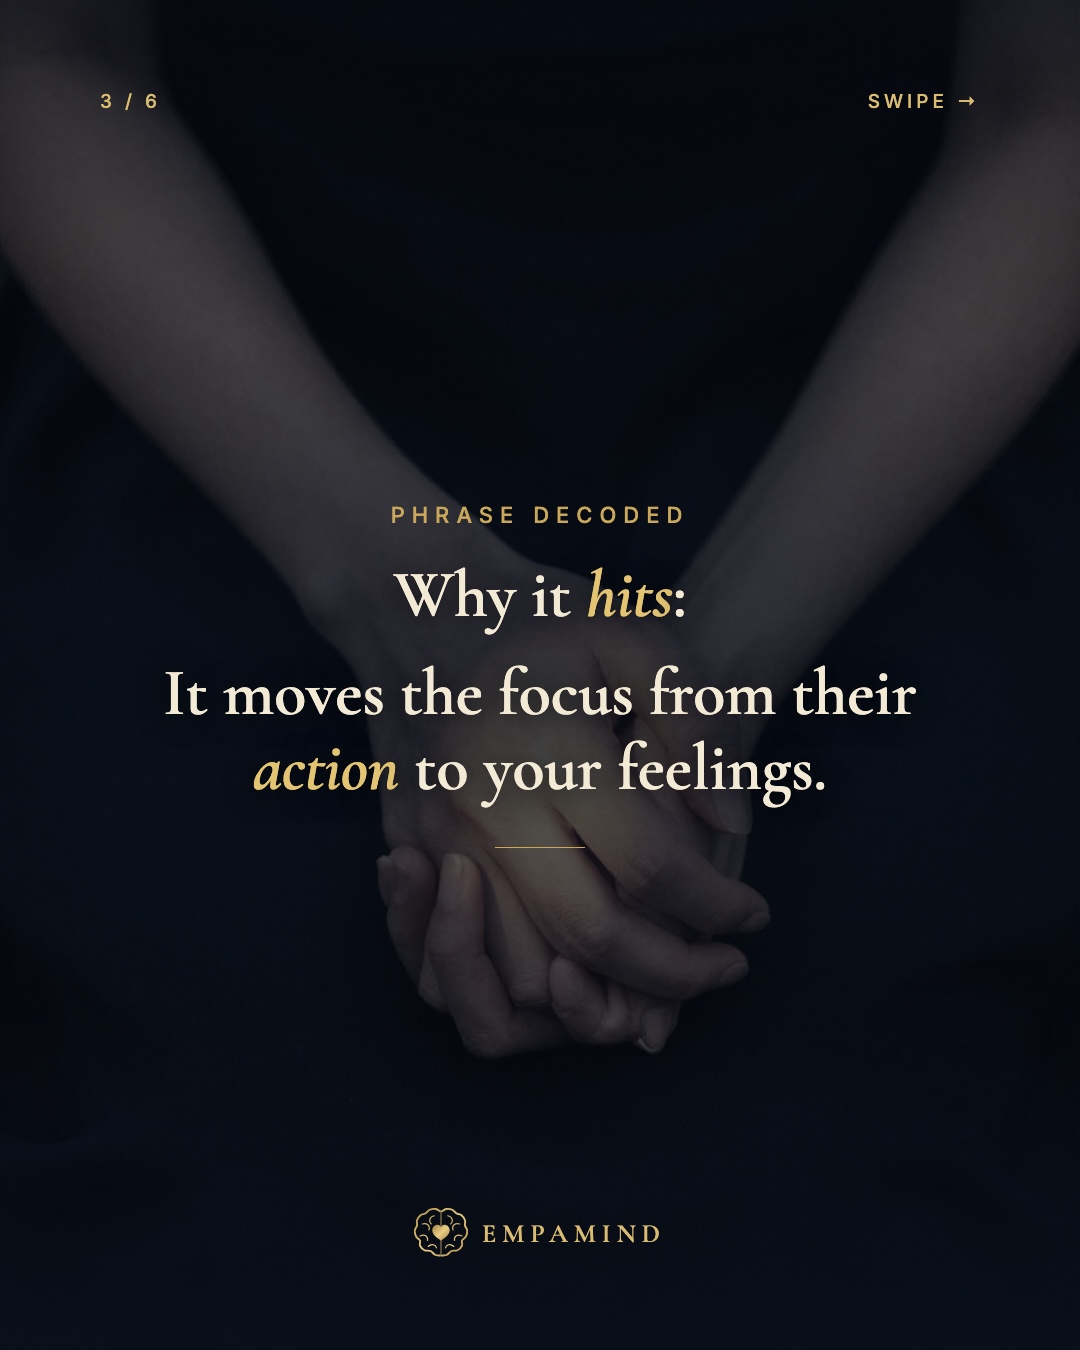 3 / 6
SWIPE →
PHRASE DECODED
Why it hits:
It moves the focus from their
action to your feelings.
EMPAMIND